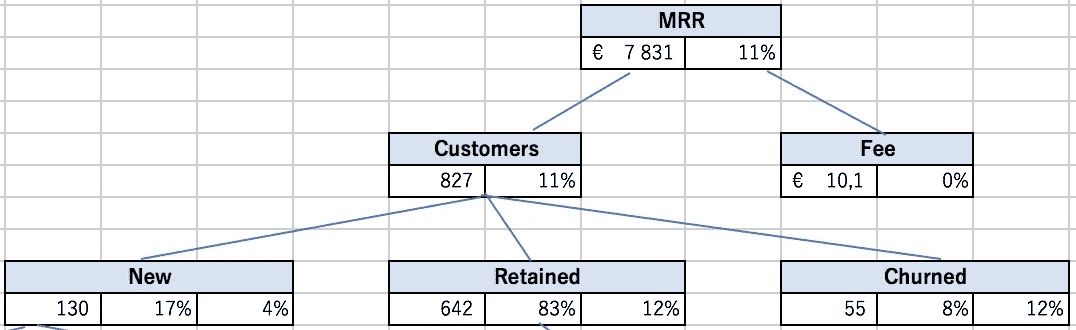 MRR
€ 7 831 11%
Customers Fee
827 11% € 10,1 0%
New Retained Churned
130 17% 4% 642 83% 12% 55 8% 12%